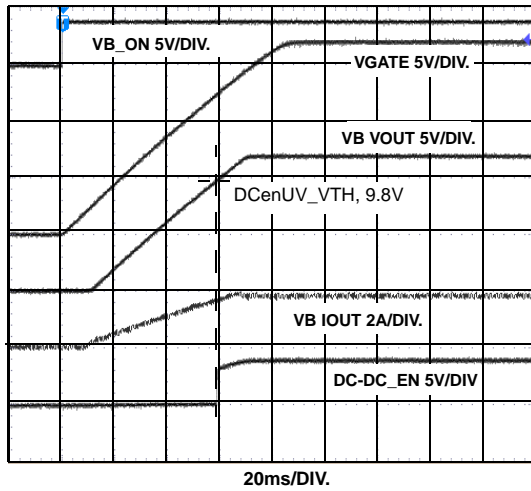 VB_ON 5V/DIV.
VGATE 5V/DIV.
VB VOUT 5V/DIV.
DCenUV_VTH, 9.8V
VB IOUT 2A/DIV.
DC-DC_EN 5V/DIV
20ms/DIV.